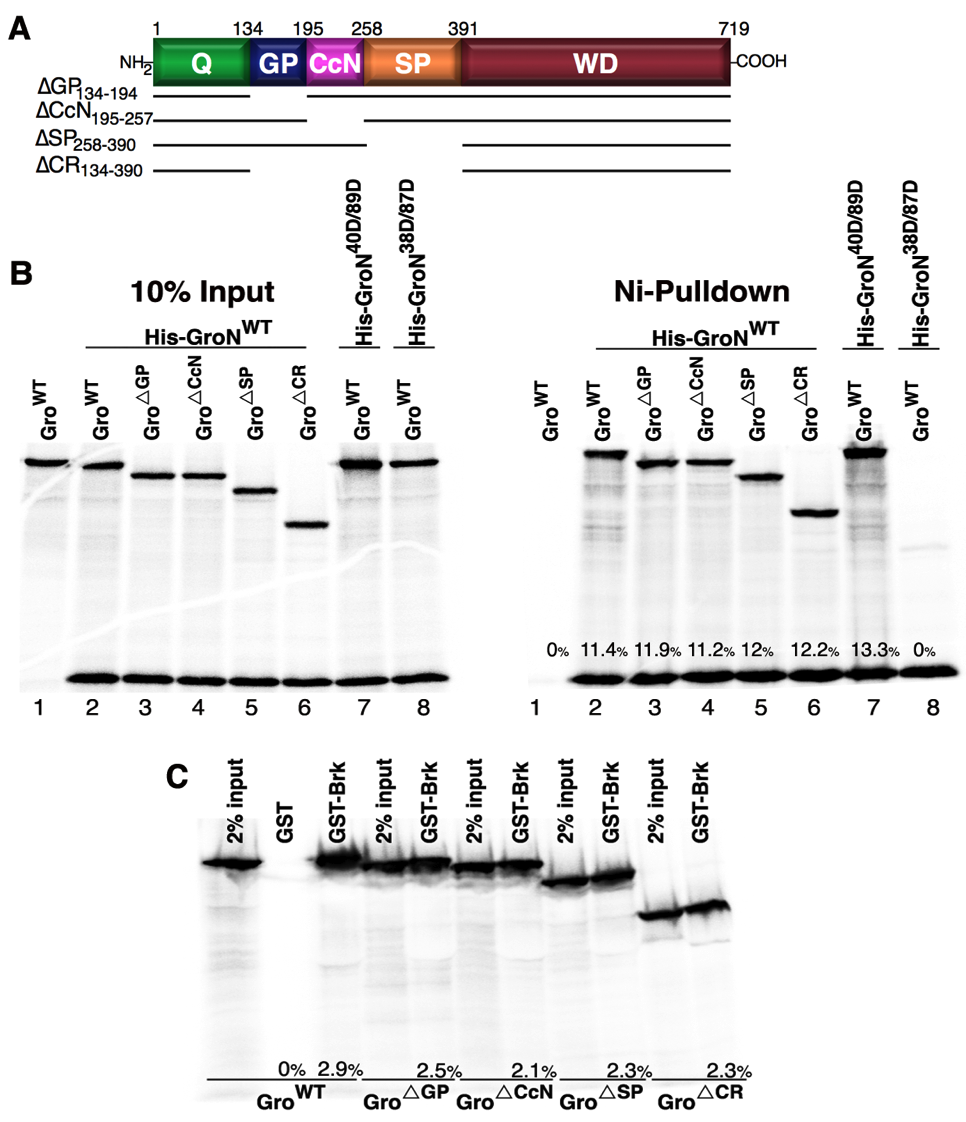 A
1 134 195 258 391 719
NH2 Q GP CcN SP WD COOH
ΔGP134-194
ΔCcN195-257
ΔSP258-390
ΔCR134-390
B
10% Input
His-GroNWT
His-GroN40D/89D
His-GroN38D/87D
GroWT GroWT Gro△GP Gro△CcN Gro△SP Gro△CR GroWT GroWT
1 2 3 4 5 6 7 8
Ni-Pulldown
His-GroNWT
His-GroN40D/89D
His-GroN38D/87D
GroWT GroWT Gro△GP Gro△CcN Gro△SP Gro△CR GroWT GroWT
0% 11.4% 11.9% 11.2% 12% 12.2% 13.3% 0%
1 2 3 4 5 6 7 8
C
2% input GST GST-Brk 2% input GST-Brk 2% input GST-Brk 2% input GST-Brk 2% input GST-Brk
0% 2.9% 2.5% 2.1% 2.3% 2.3%
GroWT Gro△GP Gro△CcN Gro△SP Gro△CR